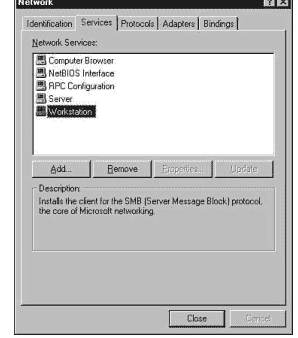 Network
Identification Services Protocols Adapters Bindings
Network Services:
Computer Browser
NetBIOS Interface
RPC Configuration
Server
Workstation
Add... Remove Properties... Update
Description:
Installs the client for the SMB (Server Message Block) protocol,
the core of Microsoft networking.
Close Cancel